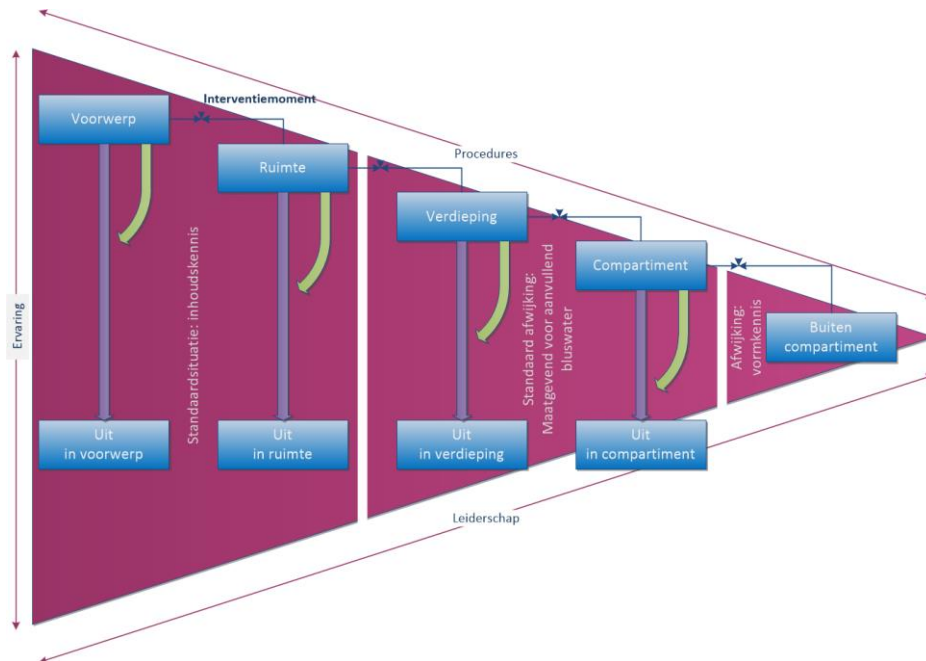 Interventiemoment
Voorwerp
Procedures
Ruimte
Verdieping
Compartiment
Buiten
compartiment
Ervaring
Standaardsituatie: inhoudskennis
Standaard afwijking:
Maatgevend voor aanvullend
bluswater
Afwijking:
vormkennis
Uit
in voorwerp
Uit
in ruimte
Uit
in verdieping
Uit
in compartiment
Leiderschap